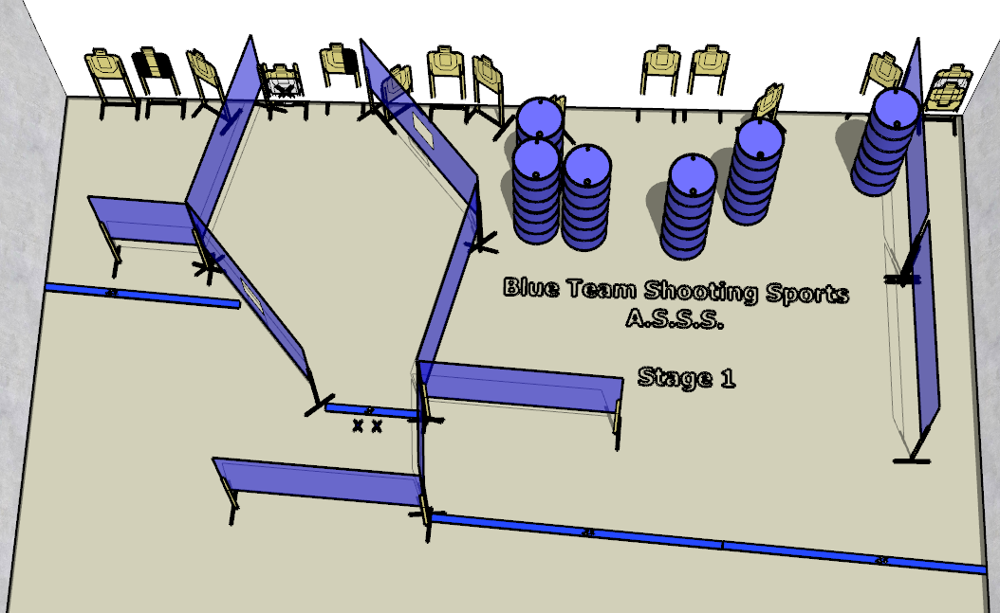 Blue Team Shooting Sports
A.S.S.S.
Stage 1
X X